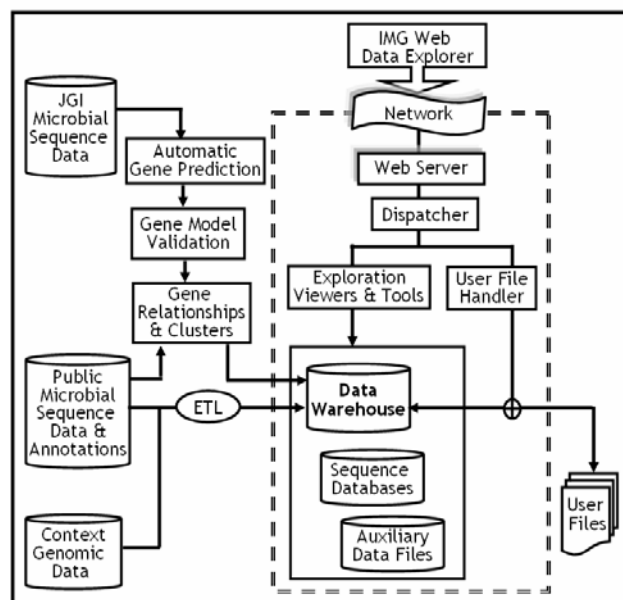 IMG Web
Data Explorer
Network
Web Server
Dispatcher
Exploration
Viewers & Tools
User File
Handler
JGI
Microbial
Sequence
Data
Automatic
Gene Prediction
Gene Model
Validation
Gene
Relationships
& Clusters
Public
Microbial
Sequence
Data &
Annotations
ETL
Context
Genomic
Data
Data
Warehouse
Sequence
Databases
Auxiliary
Data Files
User
Files